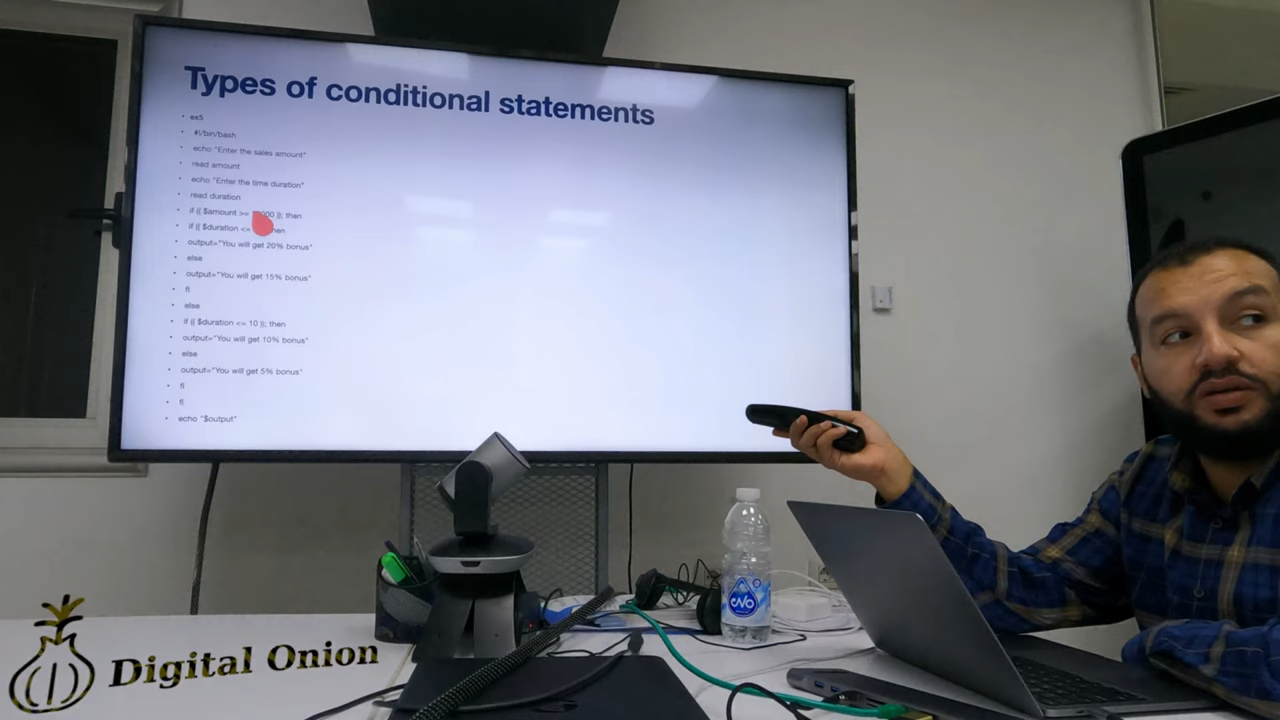 Types of conditional statements
• ex5
• #!/bin/bash
• echo "Enter the sales amount"
• read amount
• echo "Enter the time duration"
• read duration
• if (( $amount >= 000 )); then
• if (( $duration <= then
• output="You will get 20% bonus"
• else
• output="You will get 15% bonus"
• fi
• else
• if (( $duration <= 10 )); then
• output="You will get 10% bonus"
• else
• output="You will get 5% bonus"
• fi
• fi
• echo "$output"
Digital Onion